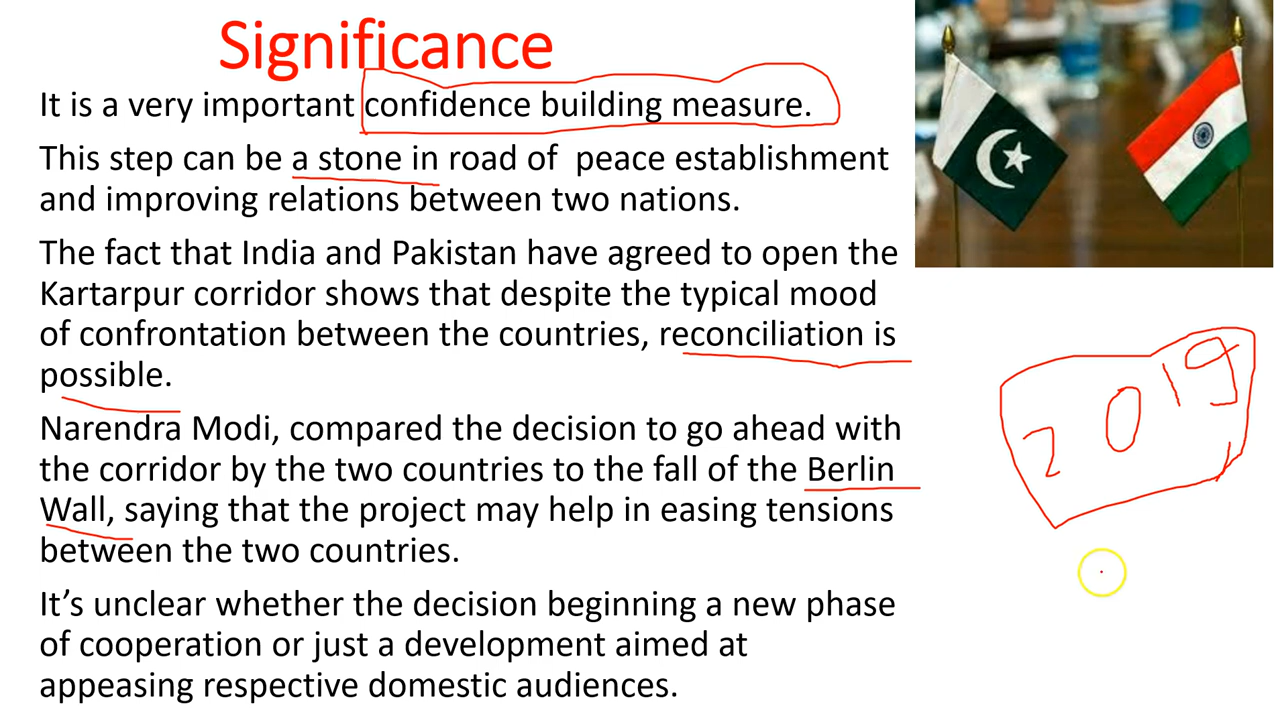 Significance
It is a very important confidence building measure.
This step can be a stone in road of peace establishment
and improving relations between two nations.
The fact that India and Pakistan have agreed to open the
Kartarpur corridor shows that despite the typical mood
of confrontation between the countries, reconciliation is
possible.
Narendra Modi, compared the decision to go ahead with
the corridor by the two countries to the fall of the Berlin
Wall, saying that the project may help in easing tensions
between the two countries.
It’s unclear whether the decision beginning a new phase
of cooperation or just a development aimed at
appeasing respective domestic audiences.
2019